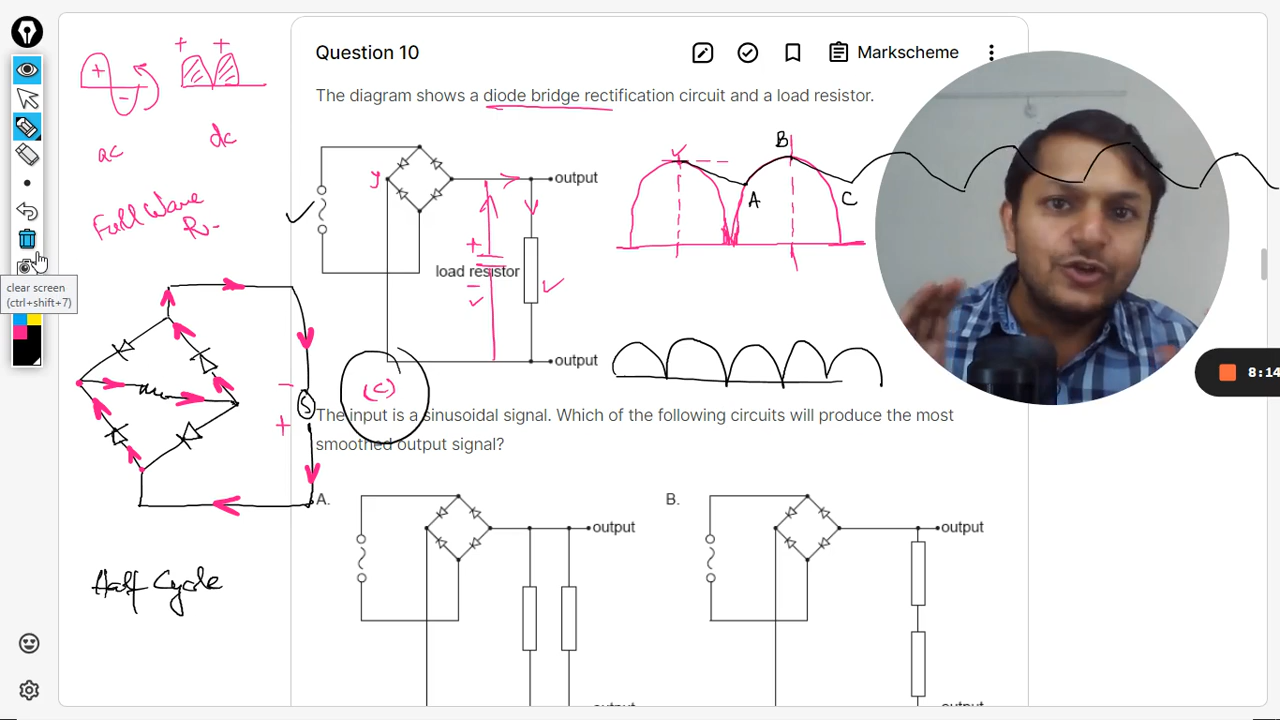 Question 10
Markscheme
The diagram shows a diode bridge rectification circuit and a load resistor.
+ +
+
-
ac
dc
Full Wave
y
output
load resistor
+
-
output
(c)
A
B
C
clear screen
(ctrl+shift+7)
-
+
S
8:14
The input is a sinusoidal signal. Which of the following circuits will produce the most
smoothed output signal?
A.
output
B.
output
Half Cycle